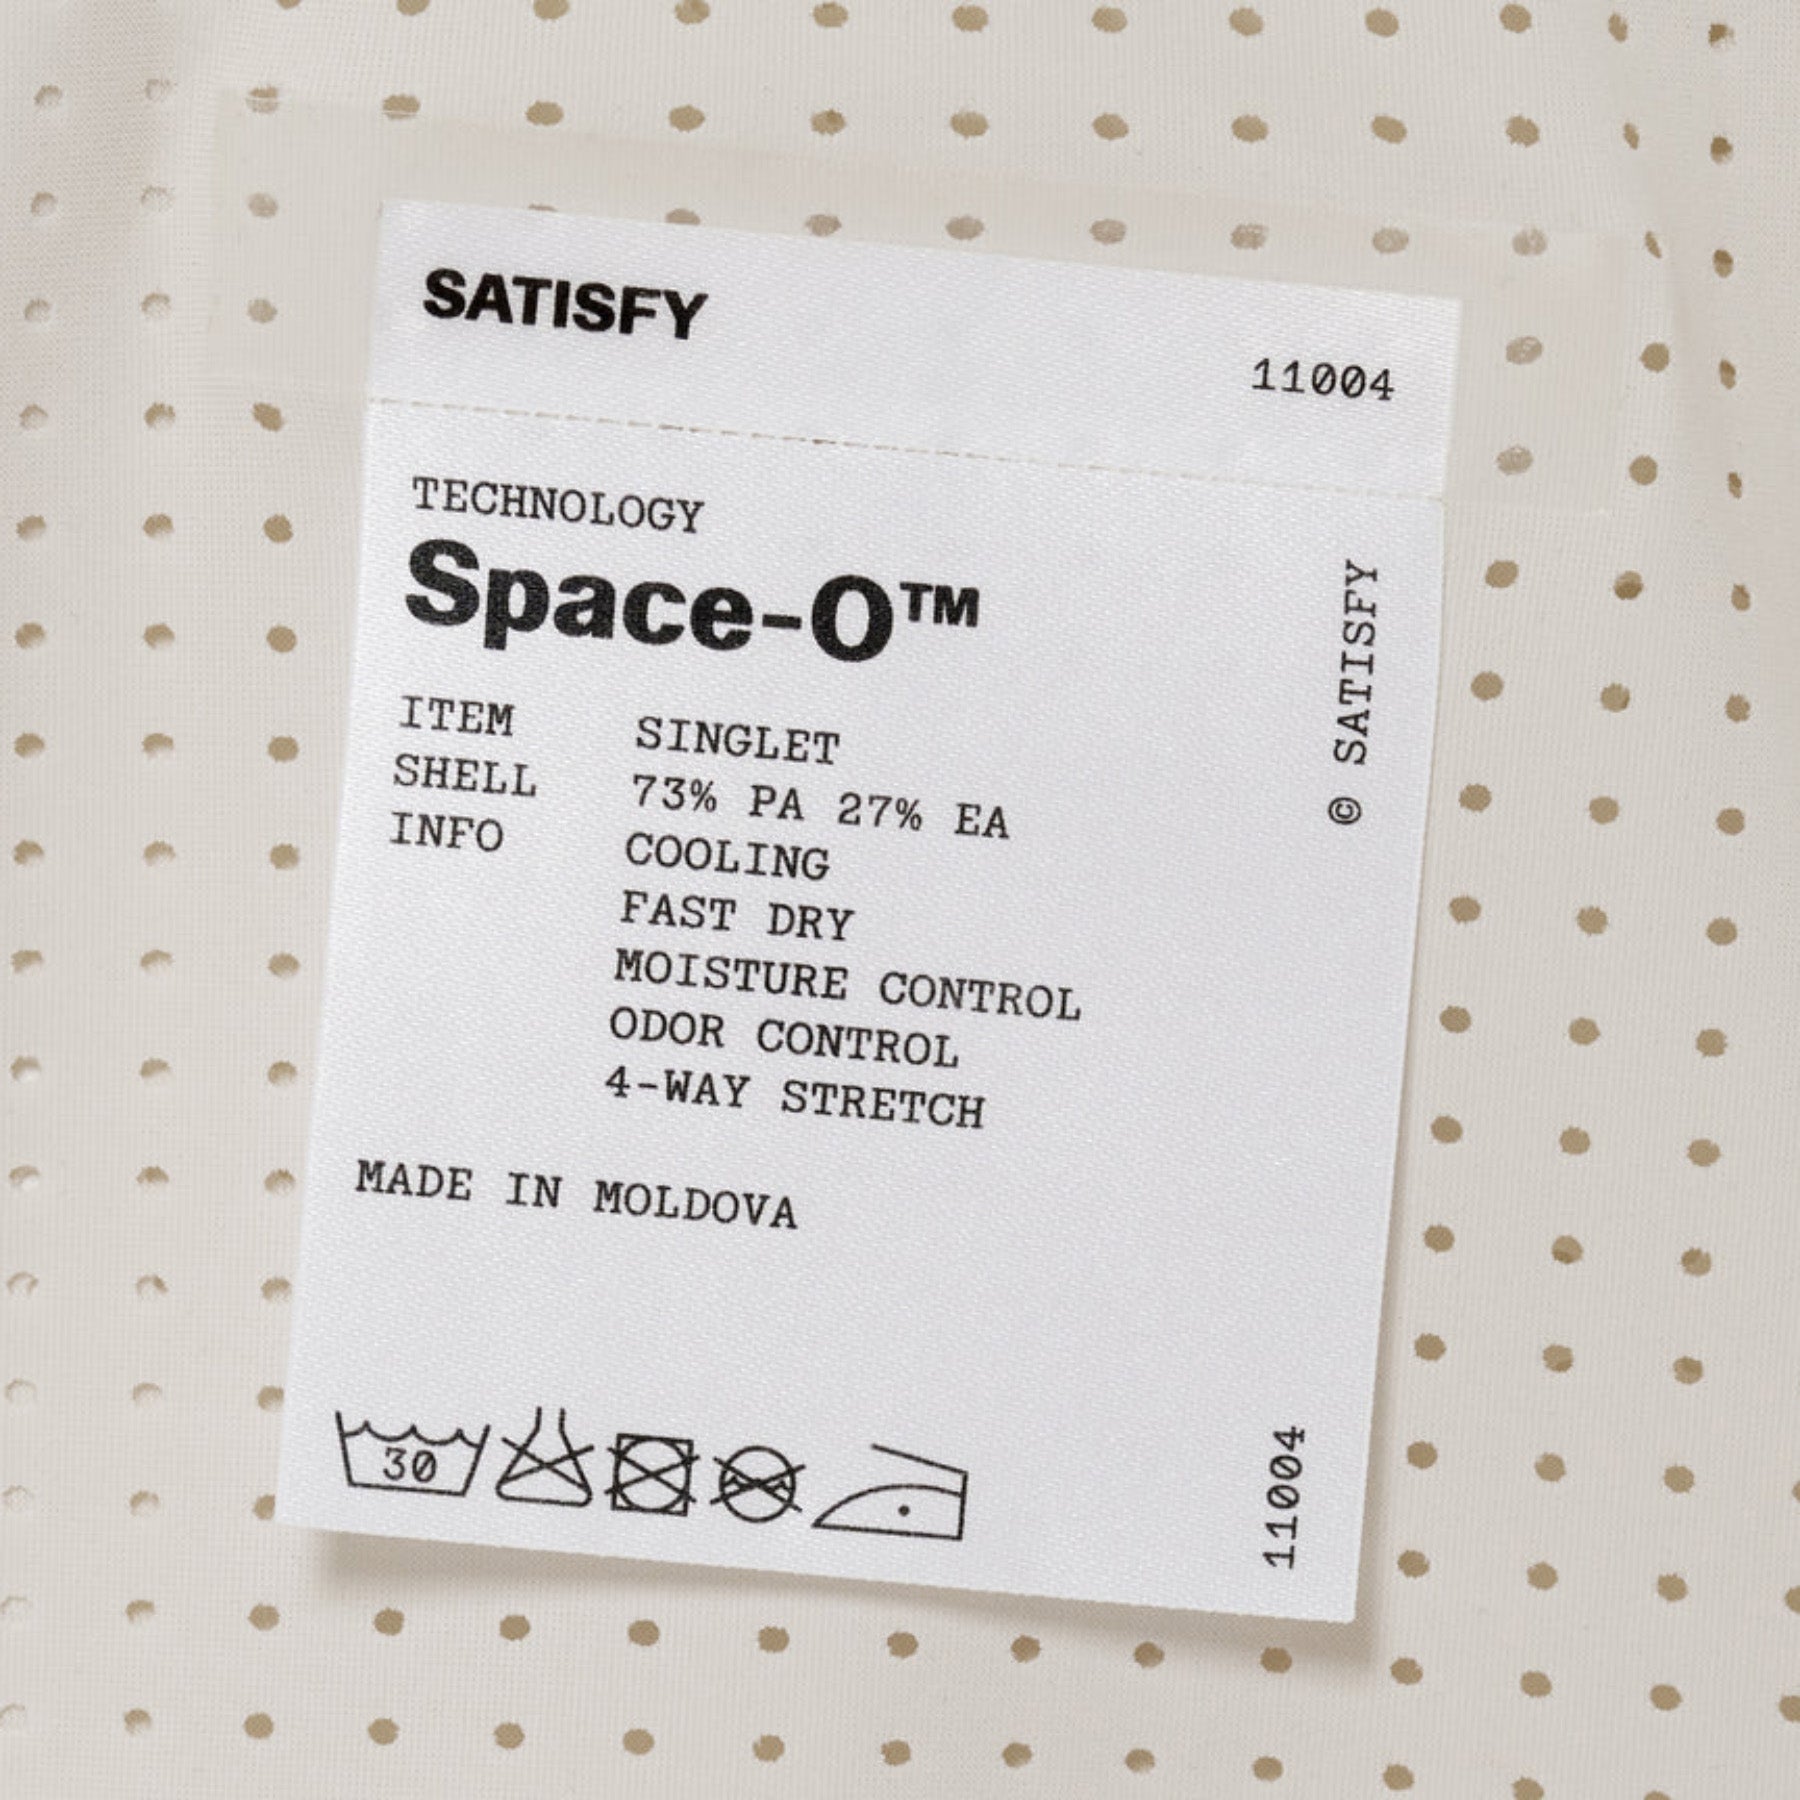 SATISFY
11004
TECHNOLOGY
Space-O™
© SATISFY
ITEM SINGLET
SHELL 73% PA 27% EA
INFO COOLING
FAST DRY
MOISTURE CONTROL
ODOR CONTROL
4-WAY STRETCH
MADE IN MOLDOVA
30
11004